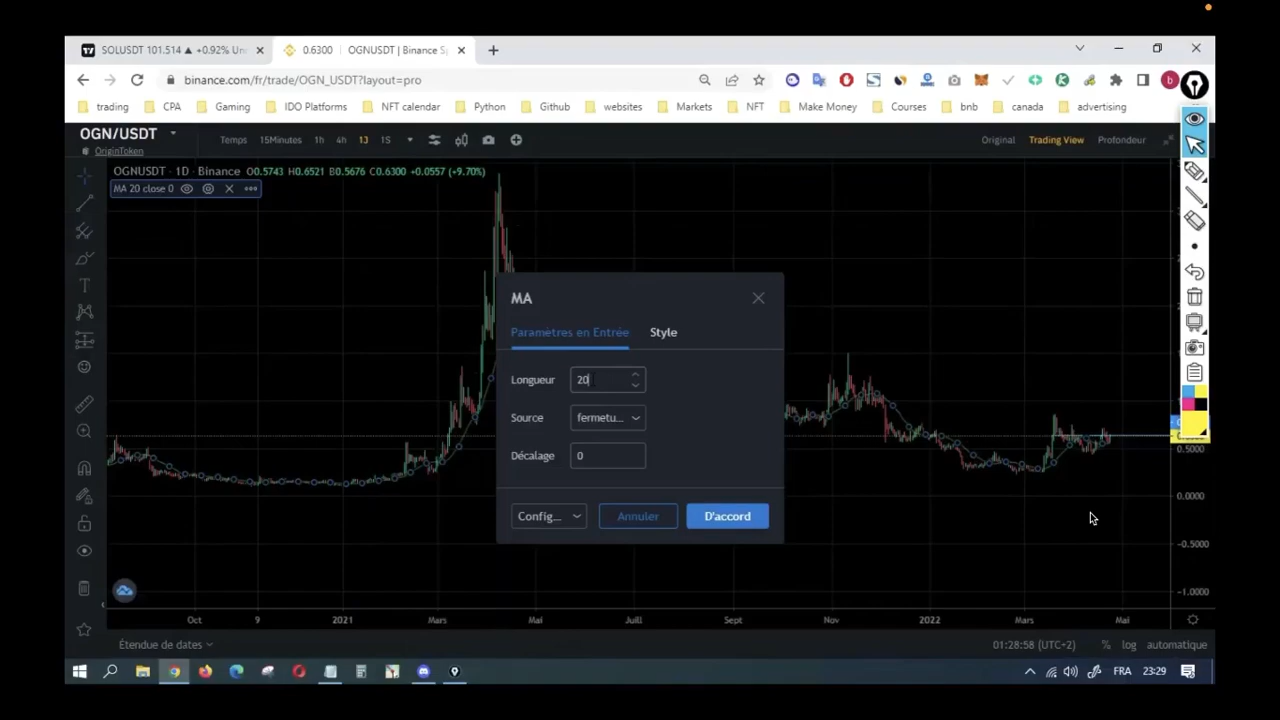 SOLUSDT 101.514 ▲ +0.92% Un
0.6300 | OGNUSDT | Binance S
binance.com/fr/trade/OGN_USDT?layout=pro
b
trading CPA Gaming IDO Platforms NFT calendar Python Github websites Markets NFT Make Money Courses bnb canada advertising
OGN/USDT
OriginToken
Temps 15Minutes 1h 4h 1J 1S
Original Trading View Profondeur
OGNUSDT · 1D · Binance O0.5743 H0.6521 B0.5676 C0.6300 +0.0557 (+9.70%)
MA 20 close 0
MA
Paramètres en Entrée Style
Longueur 20
Source fermetu...
Décalage 0
Config... Annuler D'accord
0.5000
0.0000
-0.5000
-1.0000
Oct 9 2021 Mars Mai Juill Sept Nov 2022 Mars Mai
Étendue de dates
01:28:58 (UTC+2) % log automatique
FRA 23:29